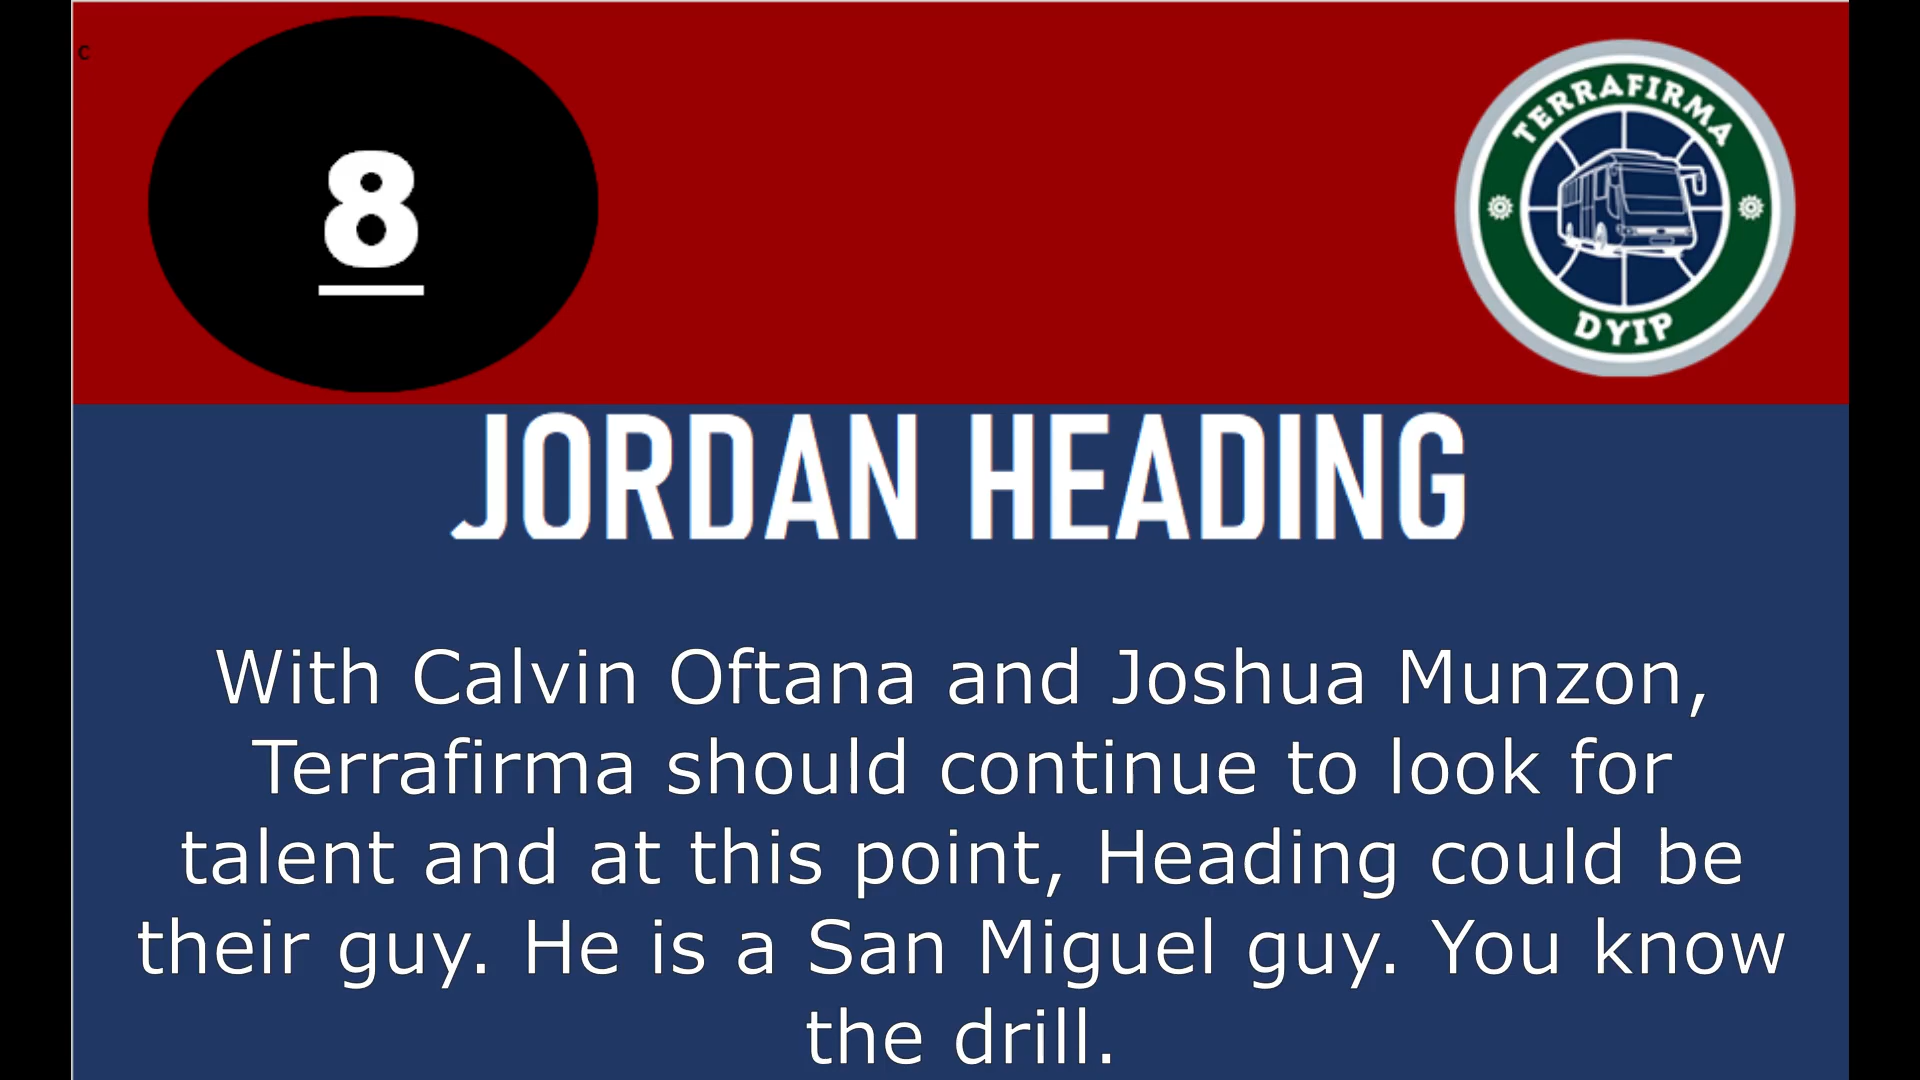 c
8
TERRAFIRMA
DYIP
JORDAN HEADING
With Calvin Oftana and Joshua Munzon,
Terrafirma should continue to look for
talent and at this point, Heading could be
their guy. He is a San Miguel guy. You know
the drill.